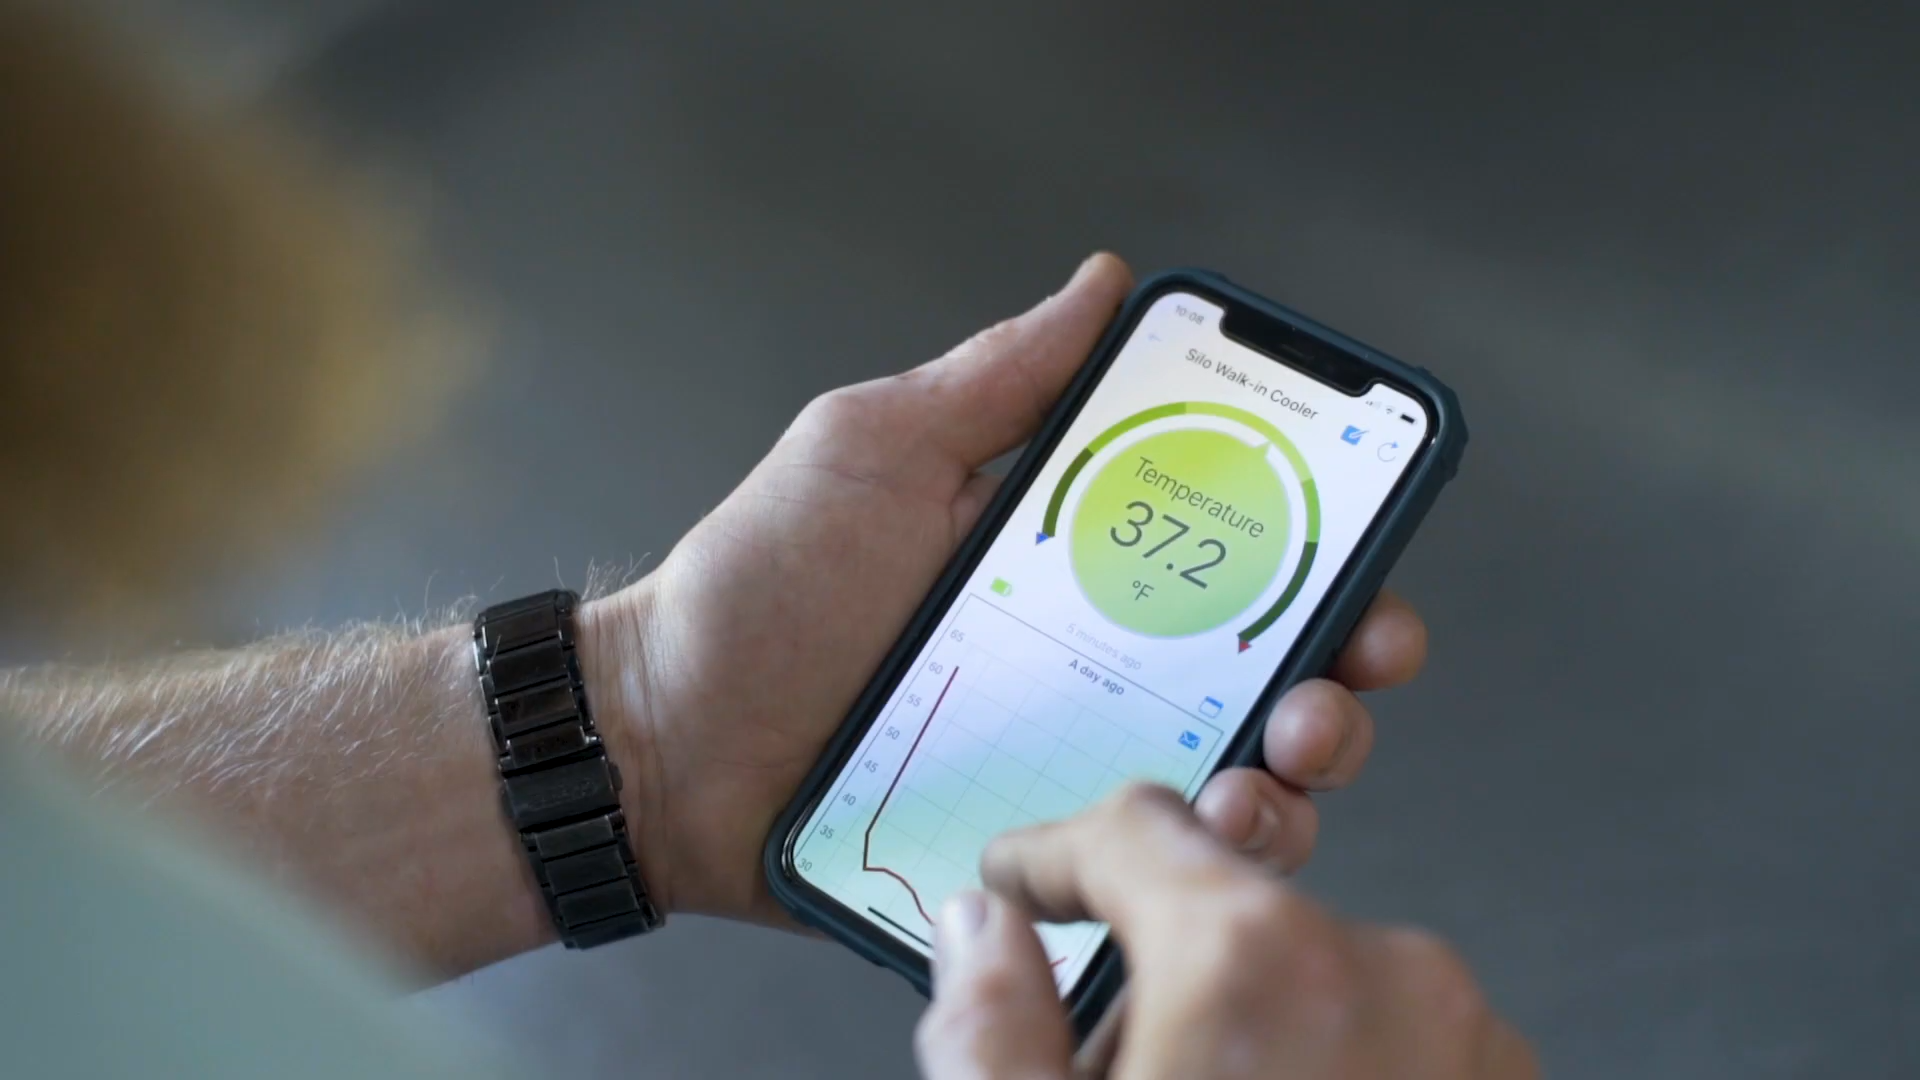 10:08
Silo Walk-in Cooler
Temperature
37.2
°F
5 minutes ago
A day ago
65
60
55
50
45
40
35
30